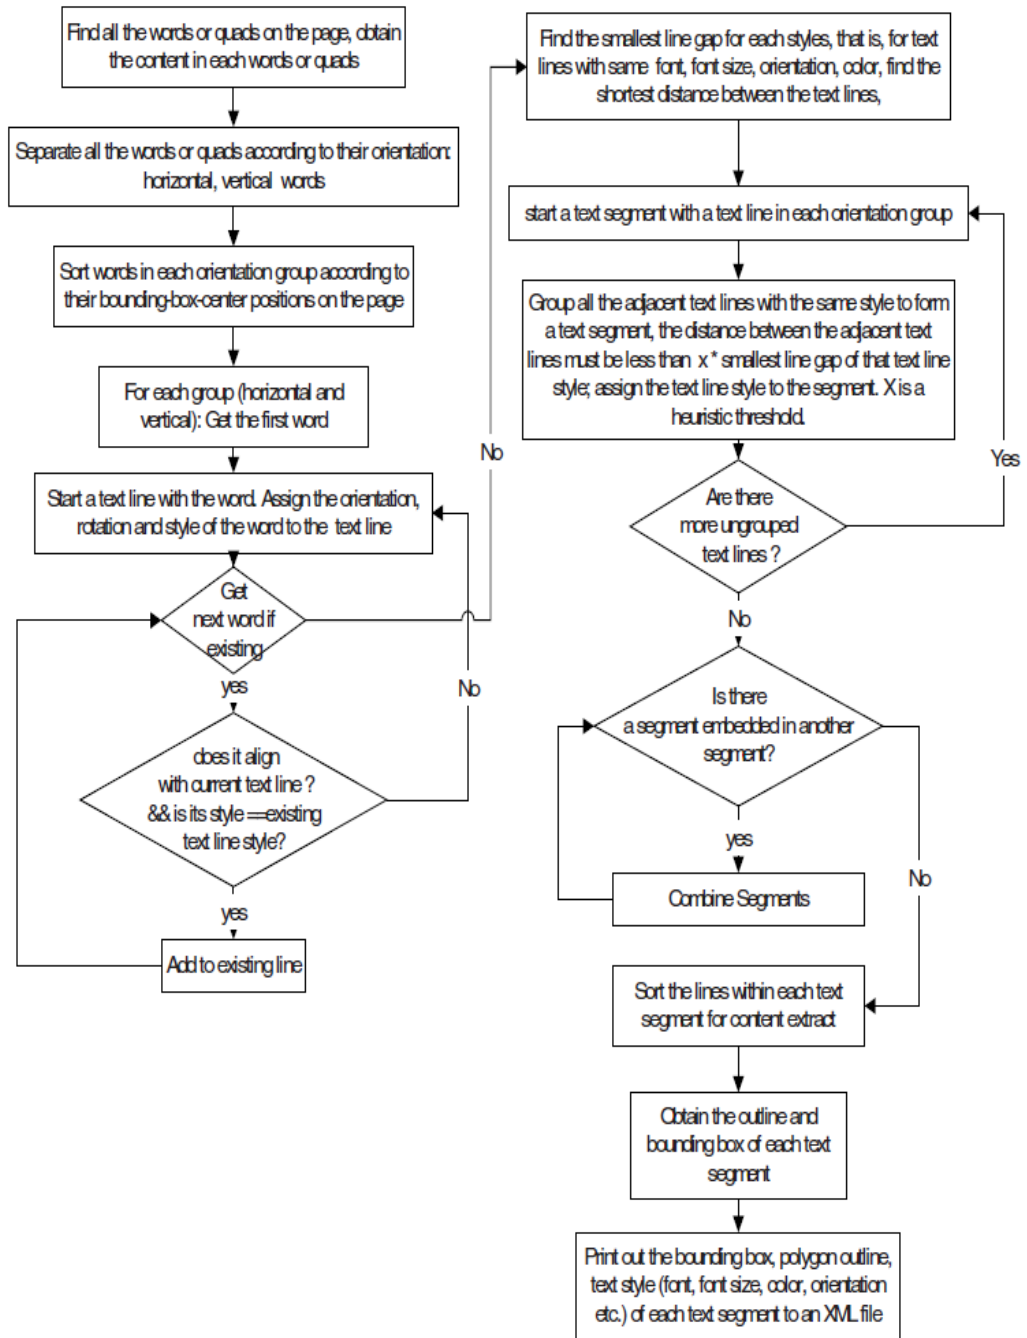 Find all the words or quads on the page, obtain
the content in each words or quads
Separate all the words or quads according to their orientation:
horizontal, vertical words
Sort words in each orientation group according to
their bounding-box-center positions on the page
For each group (horizontal and
vertical): Get the first word
Start a text line with the word. Assign the orientation,
rotation and style of the word to the text line
Get
next word if
existing
yes
No
does it align
with current text line ?
&& is its style ==existing
text line style?
No
yes
Add to existing line
Find the smallest line gap for each styles, that is, for text
lines with same font, font size, orientation, color, find the
shortest distance between the text lines,
start a text segment with a text line in each orientation group
Group all the adjacent text lines with the same style to form
a text segment, the distance between the adjacent text
lines must be less than x * smallest line gap of that text line
style; assign the text line style to the segment. X is a
heuristic threshold.
Are there
more ungrouped
text lines ?
Yes
No
Is there
a segment embedded in another
segment?
yes
No
Combine Segments
Sort the lines within each text
segment for content extract
Obtain the outline and
bounding box of each text
segment
Print out the bounding box, polygon outline,
text style (font, font size, color, orientation
etc.) of each text segment to an XML file